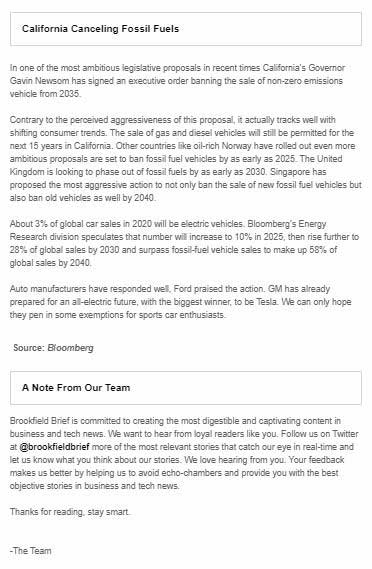 California Canceling Fossil Fuels
In one of the most ambitious legislative proposals in recent times California's Governor
Gavin Newsom has signed an executive order banning the sale of non-zero emissions
vehicle from 2035.
Contrary to the perceived aggressiveness of this proposal, it actually tracks well with
shifting consumer trends. The sale of gas and diesel vehicles will still be permitted for the
next 15 years in California. Other countries like oil-rich Norway have rolled out even more
ambitious proposals are set to ban fossil fuel vehicles by as early as 2025. The United
Kingdom is looking to phase out of fossil fuels by as early as 2030. Singapore has
proposed the most aggressive action to not only ban the sale of new fossil fuel vehicles but
also ban old vehicles as well by 2040.
About 3% of global car sales in 2020 will be electric vehicles. Bloomberg's Energy
Research division speculates that number will increase to 10% in 2025, then rise further to
28% of global sales by 2030 and surpass fossil-fuel vehicle sales to make up 58% of
global sales by 2040.
Auto manufacturers have responded well, Ford praised the action. GM has already
prepared for an all-electric future, with the biggest winner, to be Tesla. We can only hope
they pen in some exemptions for sports car enthusiasts.
Source: Bloomberg
A Note From Our Team
Brookfield Brief is committed to creating the most digestible and captivating content in
business and tech news. We want to hear from loyal readers like you. Follow us on Twitter
at @brookfieldbrief more of the most relevant stories that catch our eye in real-time and
let us know what you think about our stories. We love hearing from you. Your feedback
makes us better by helping us to avoid echo-chambers and provide you with the best
objective stories in business and tech news.
Thanks for reading, stay smart.
-The Team